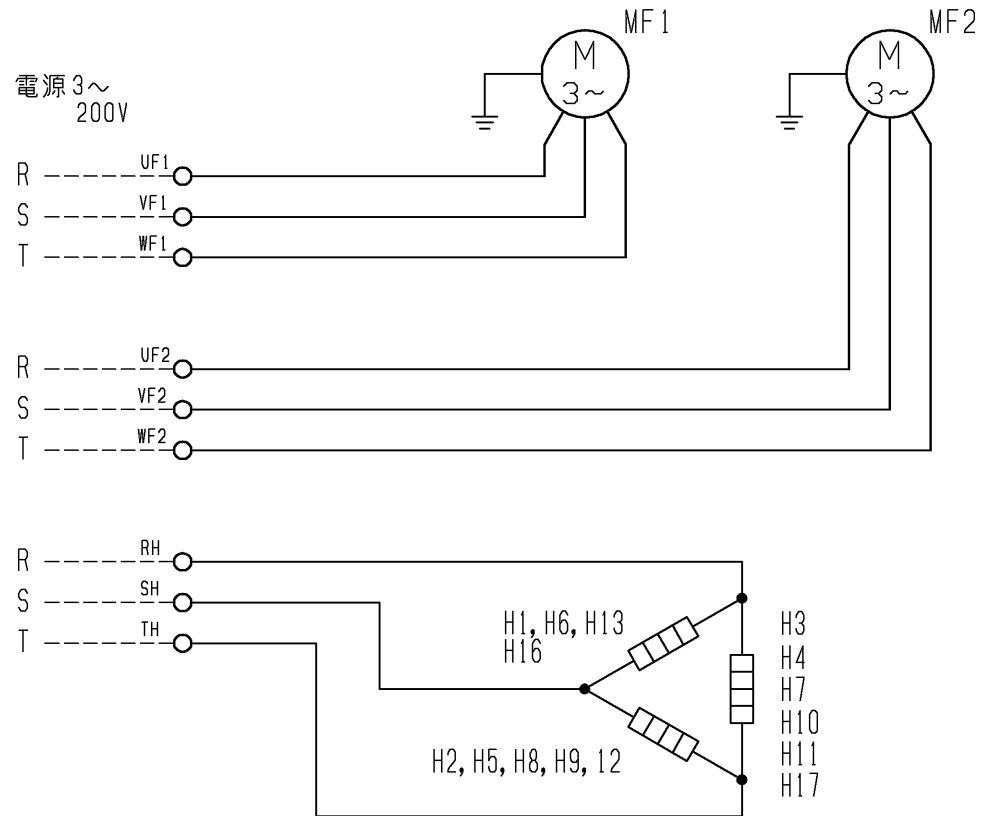 MF1
MF2
M
3~
M
3~
電源 3~
200V
R
UF1
S
VF1
T
WF1
R
UF2
S
VF2
T
WF2
R
RH
S
SH
T
TH
H1, H6, H13
H16
H3
H4
H7
H10
H11
H17
H2, H5, H8, H9, 12